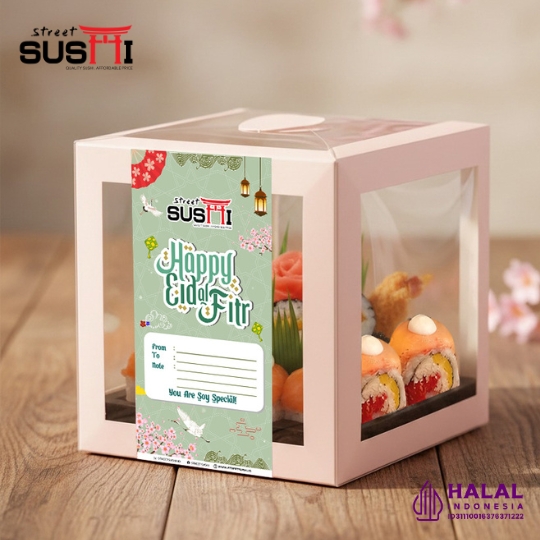 Street
SUSHI
QUALITY SUSHI AFFORDABLE PRICE
Street
SUSHI
Happy
Eid al
Fitr
From :
To :
Note :
You Are Soy Special!
HALAL
INDONESIA